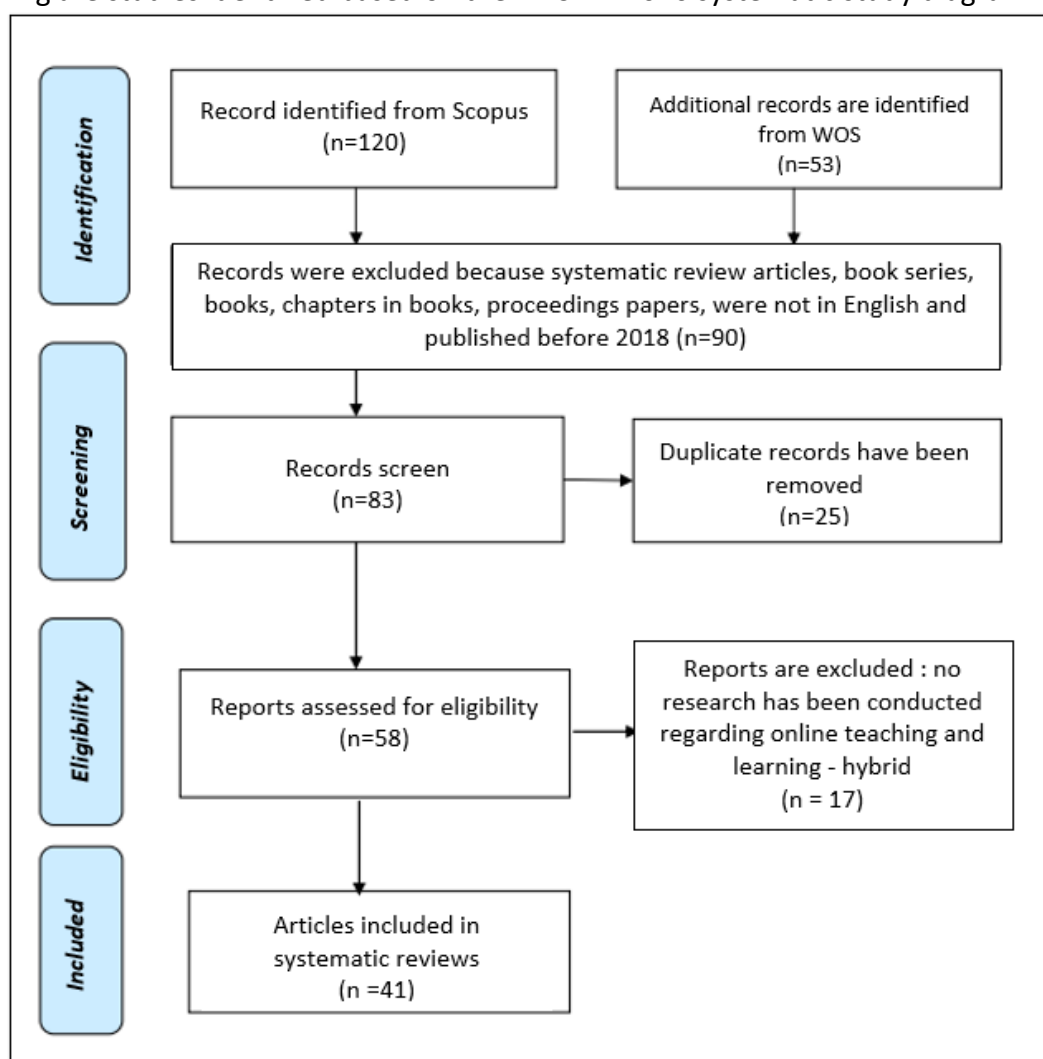 Identification
Record identified from Scopus
(n=120)
Additional records are identified
from WOS
(n=53)
Records were excluded because systematic review articles, book series,
books, chapters in books, proceedings papers, were not in English and
published before 2018 (n=90)
Screening
Records screen
(n=83)
Duplicate records have been
removed
(n=25)
Eligibility
Reports assessed for eligibility
(n=58)
Reports are excluded : no
research has been conducted
regarding online teaching and
learning - hybrid
(n = 17)
Included
Articles included in
systematic reviews
(n =41)